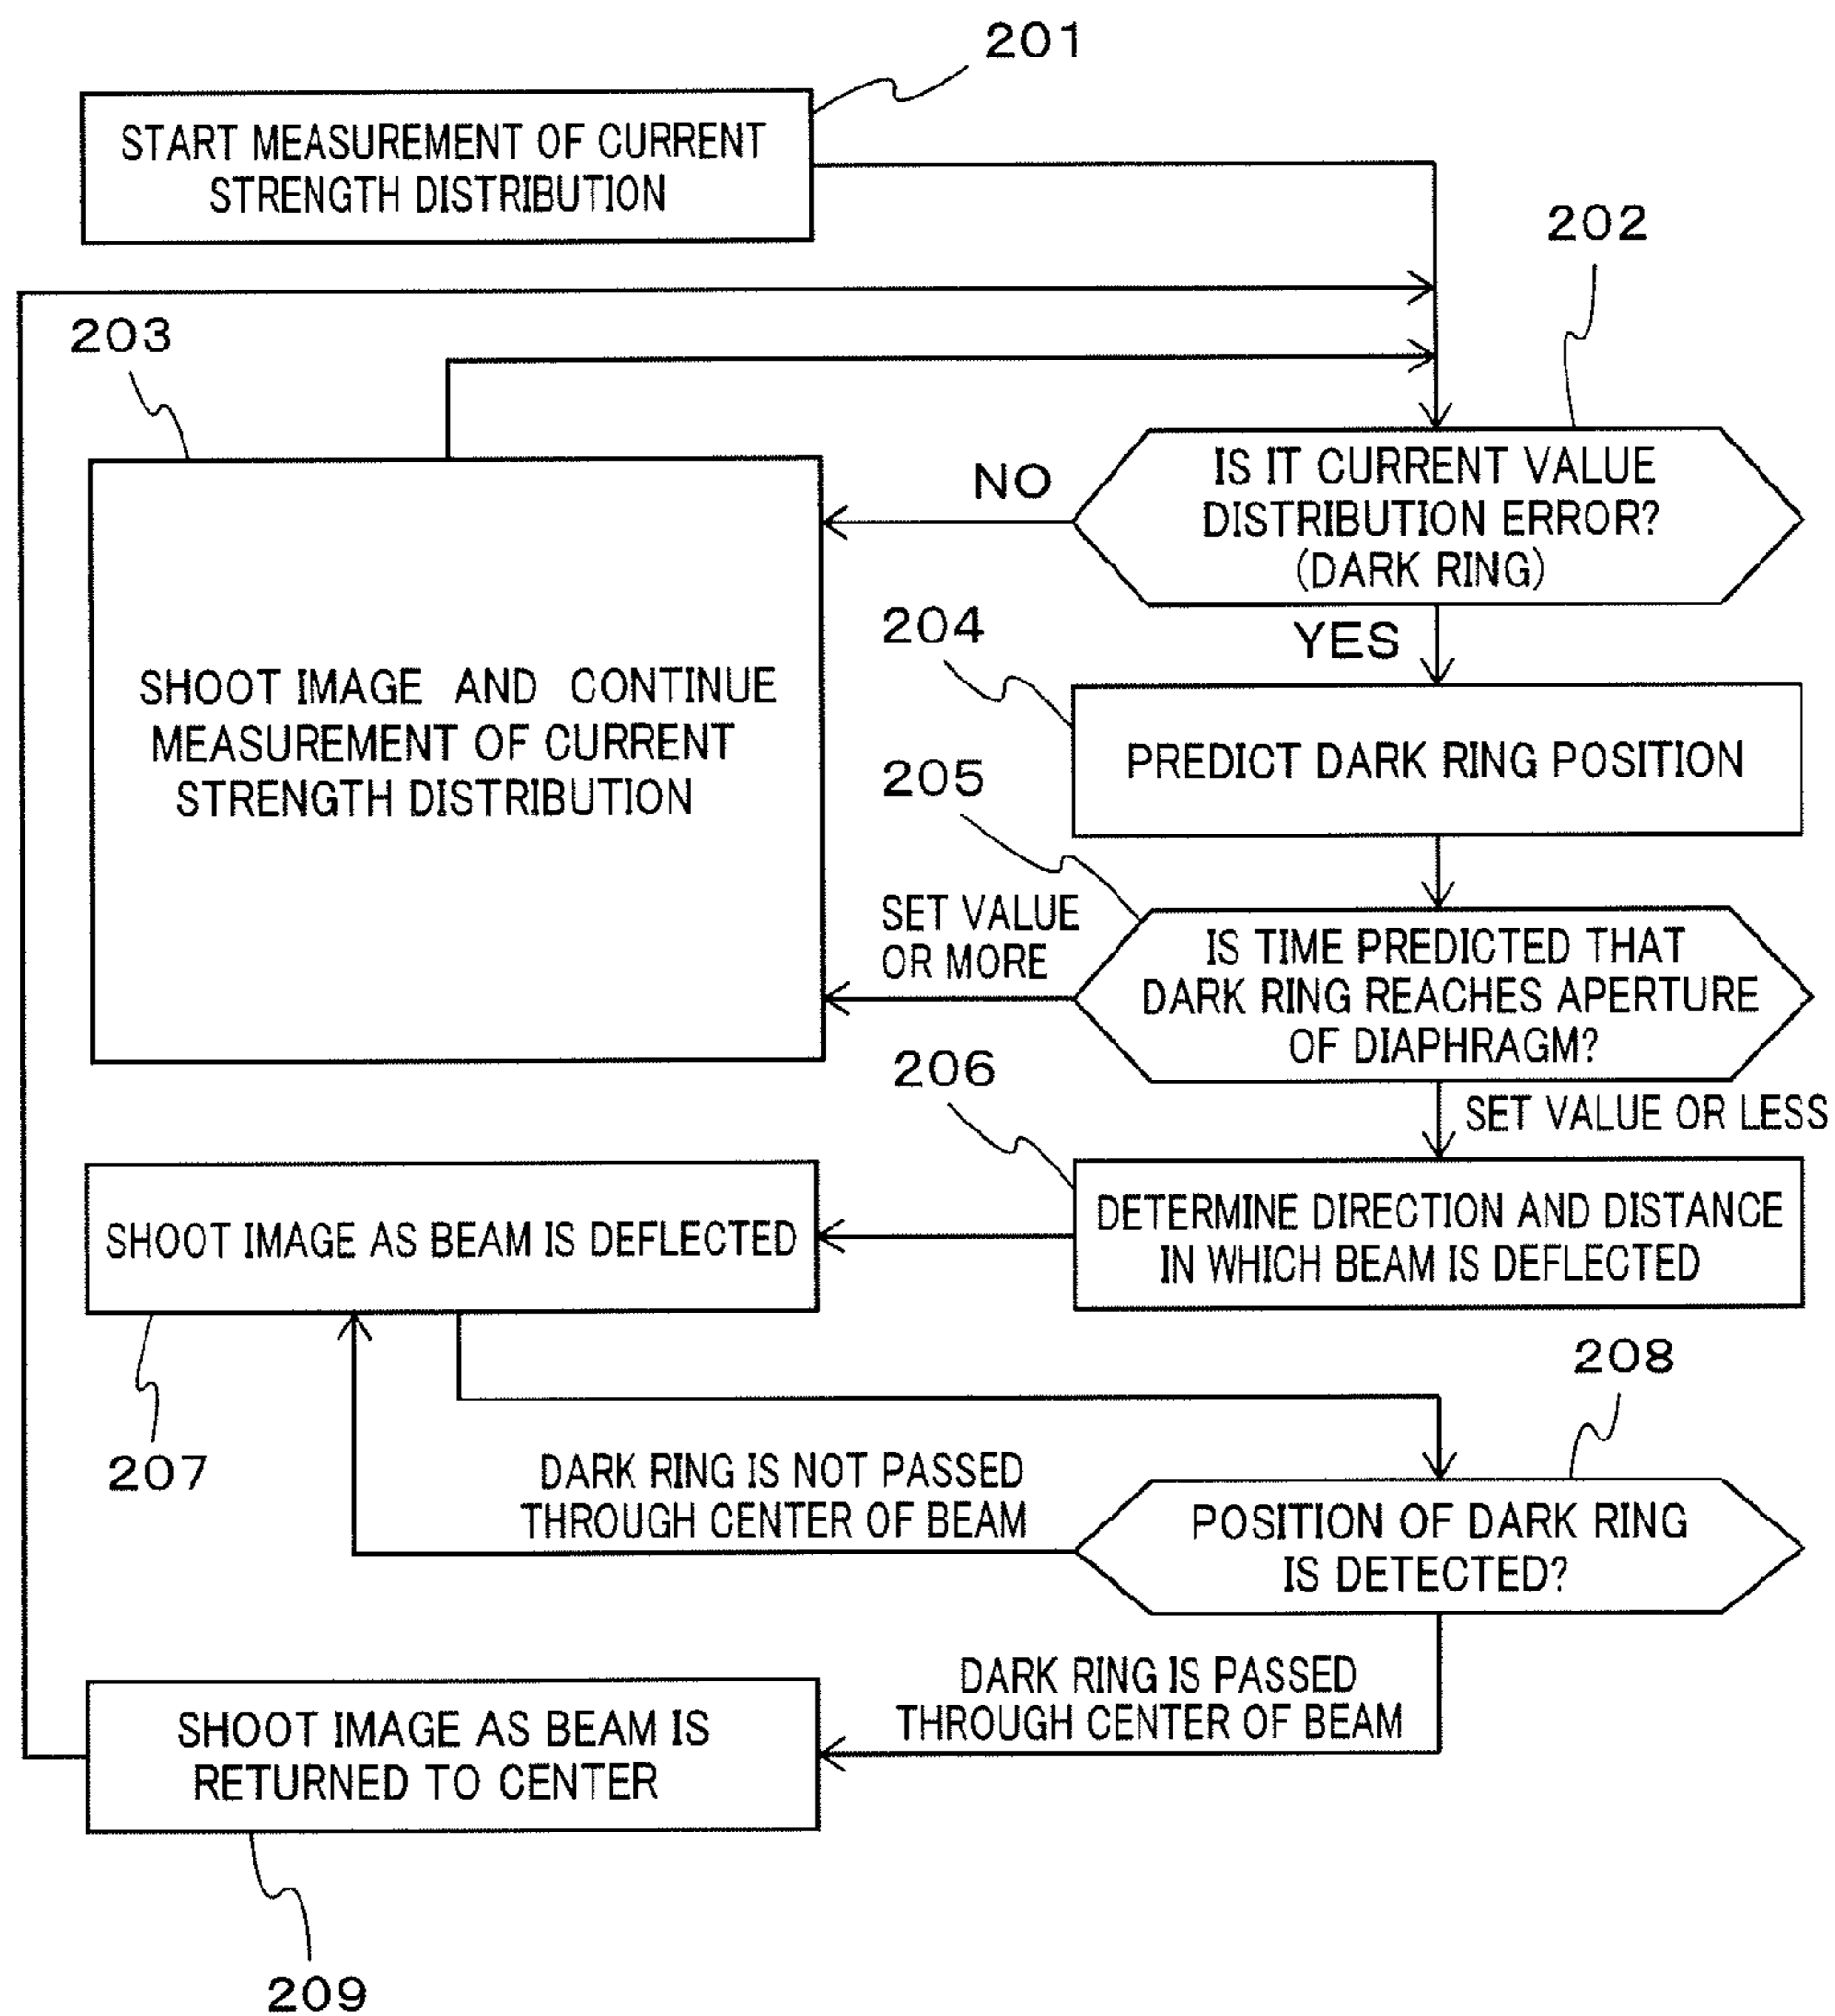 201
START MEASUREMENT OF CURRENT
STRENGTH DISTRIBUTION
202
203
IS IT CURRENT VALUE
DISTRIBUTION ERROR?
(DARK RING)
NO
YES
204
SHOOT IMAGE AND CONTINUE
MEASUREMENT OF CURRENT
STRENGTH DISTRIBUTION
PREDICT DARK RING POSITION
205
SET VALUE
OR MORE
IS TIME PREDICTED THAT
DARK RING REACHES APERTURE
OF DIAPHRAGM?
206
SET VALUE OR LESS
SHOOT IMAGE AS BEAM IS DEFLECTED
DETERMINE DIRECTION AND DISTANCE
IN WHICH BEAM IS DEFLECTED
208
207
DARK RING IS NOT PASSED
THROUGH CENTER OF BEAM
POSITION OF DARK RING
IS DETECTED?
DARK RING IS PASSED
THROUGH CENTER OF BEAM
SHOOT IMAGE AS BEAM IS
RETURNED TO CENTER
209